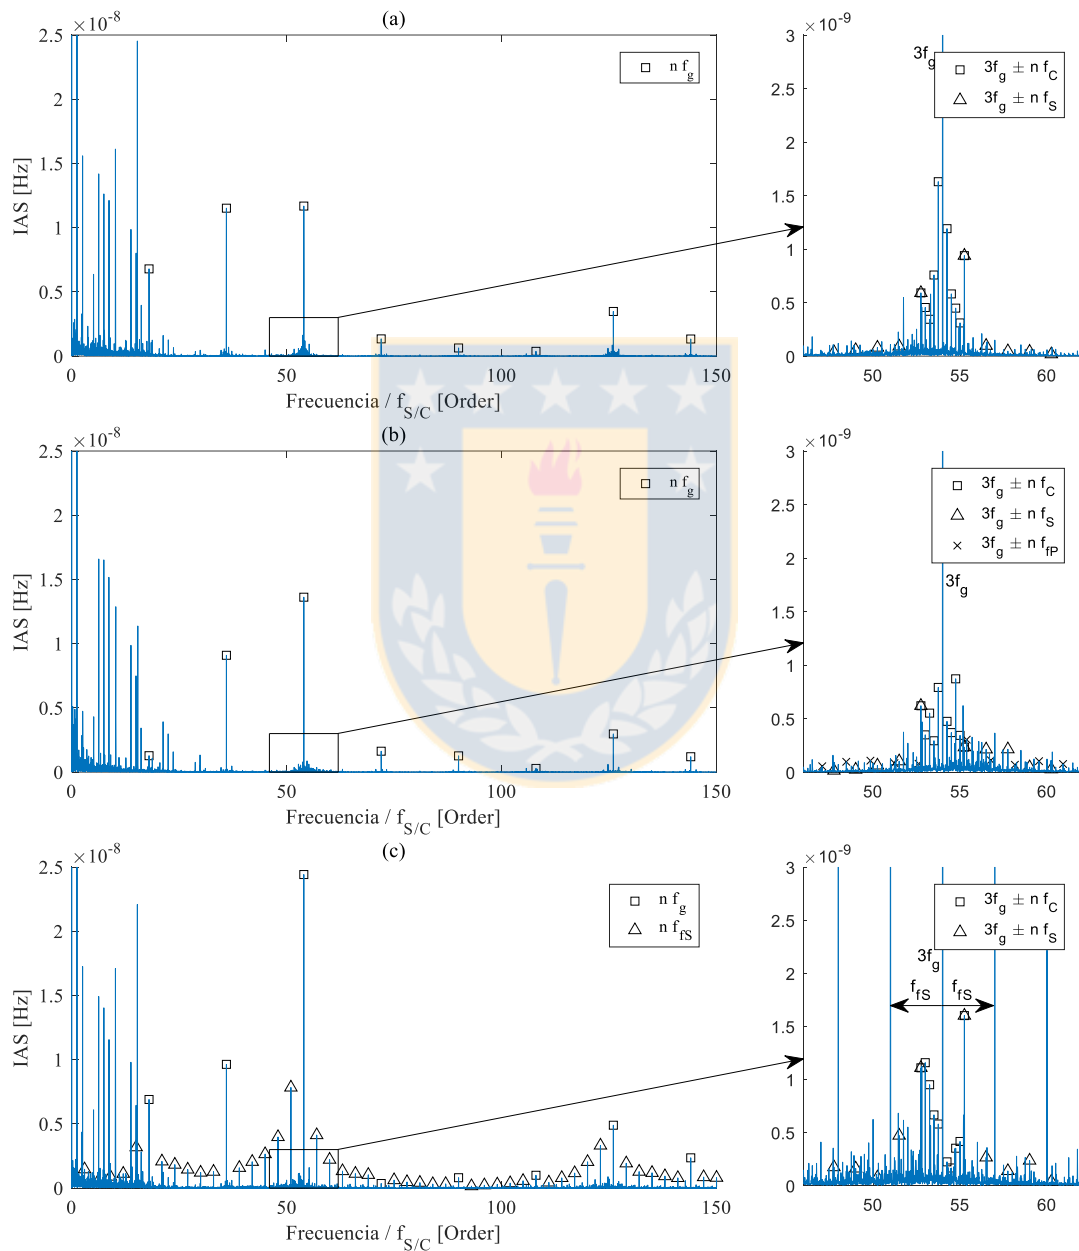 (a)
×10⁻⁸
2.5
2
1.5
1
0.5
0
IAS [Hz]
0 50 100 150
Frecuencia / f_S/C [Order]
n f_g
×10⁻⁹
3
2.5
2
1.5
1
0.5
0
50 55 60
3f_g
3f_g ± n f_C
3f_g ± n f_S
(b)
×10⁻⁸
2.5
2
1.5
1
0.5
0
IAS [Hz]
0 50 100 150
Frecuencia / f_S/C [Order]
n f_g
×10⁻⁹
3
2.5
2
1.5
1
0.5
0
50 55 60
3f_g ± n f_C
3f_g ± n f_S
3f_g ± n f_fP
3f_g
(c)
×10⁻⁸
2.5
2
1.5
1
0.5
0
IAS [Hz]
0 50 100 150
Frecuencia / f_S/C [Order]
n f_g
n f_fS
×10⁻⁹
3
2.5
2
1.5
1
0.5
0
50 55 60
3f_g ± n f_C
3f_g ± n f_S
3f_g
f_fS f_fS